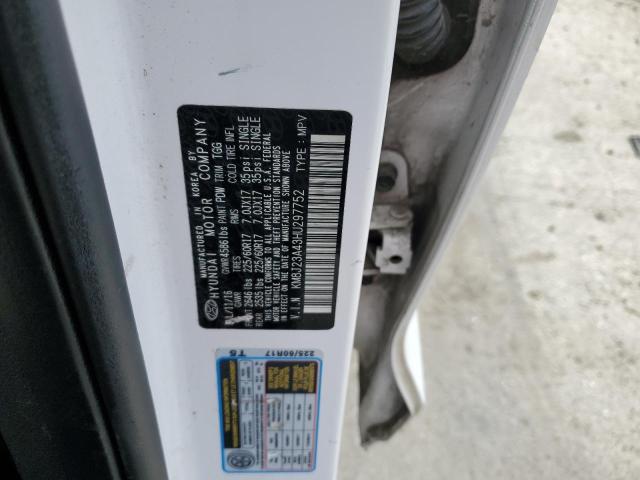 MANUFACTURED IN KOREA BY
HYUNDAI MOTOR COMPANY
11/16 GVWR 4586 lbs PAINT PDW TRIM TGG
GAWR TIRES RIMS COLD TIRE INFL
FRONT 2646 lbs 225/60R17 7.0JX17 35psi SINGLE
REAR 2535 lbs 225/60R17 7.0JX17 35psi SINGLE
THIS VEHICLE CONFORMS TO ALL APPLICABLE U.S.A. FEDERAL
MOTOR VEHICLE SAFETY AND THEFT PREVENTION STANDARDS
IN EFFECT ON THE DATE OF MANUFACTURE SHOWN ABOVE.
V.I.N KM8J23A43HU297752 TYPE: MPV
225/60R17 T5